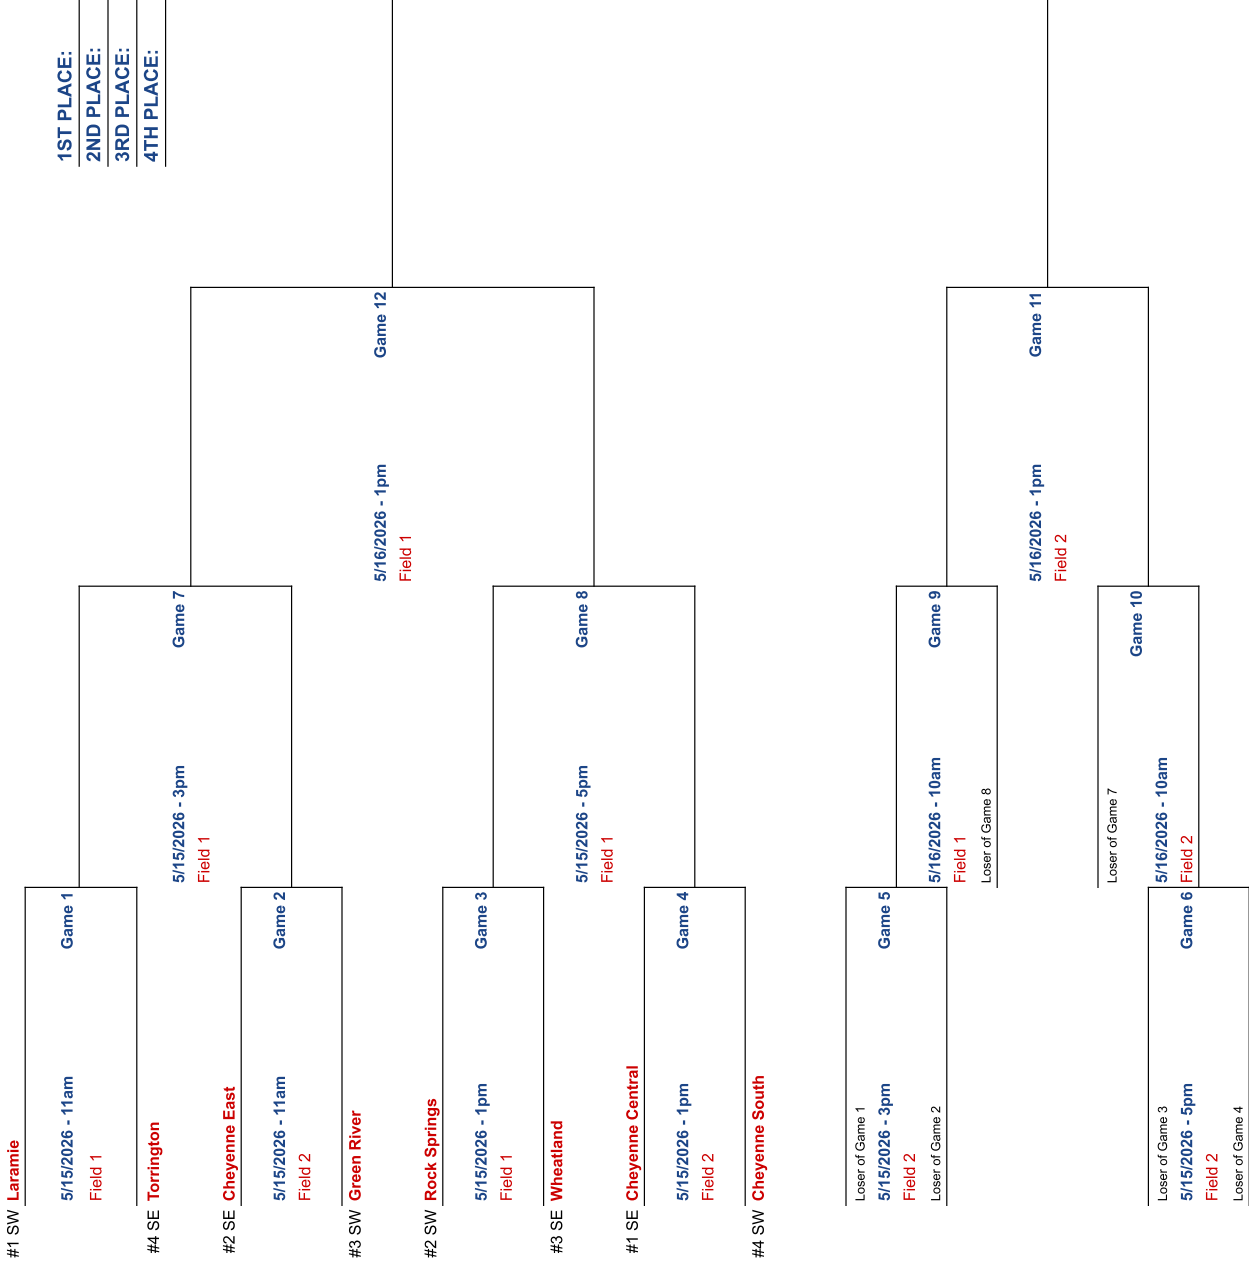 1ST PLACE:
2ND PLACE:
3RD PLACE:
4TH PLACE:
#1 SW Laramie
Game 1
5/15/2026 - 11am
Field 1
#4 SE Torrington
#2 SE Cheyenne East
Game 2
5/15/2026 - 11am
Field 2
#3 SW Green River
#2 SW Rock Springs
Game 3
5/15/2026 - 1pm
Field 1
#3 SE Wheatland
#1 SE Cheyenne Central
Game 4
5/15/2026 - 1pm
Field 2
#4 SW Cheyenne South
Loser of Game 1
Game 5
5/15/2026 - 3pm
Field 2
Loser of Game 2
Loser of Game 3
Game 6
5/15/2026 - 5pm
Field 2
Loser of Game 4
Game 7
5/15/2026 - 3pm
Field 1
Game 8
5/15/2026 - 5pm
Field 1
Game 9
5/16/2026 - 10am
Field 1
Loser of Game 8
Loser of Game 7
Game 10
5/16/2026 - 10am
Field 2
Game 12
5/16/2026 - 1pm
Field 1
Game 11
5/16/2026 - 1pm
Field 2